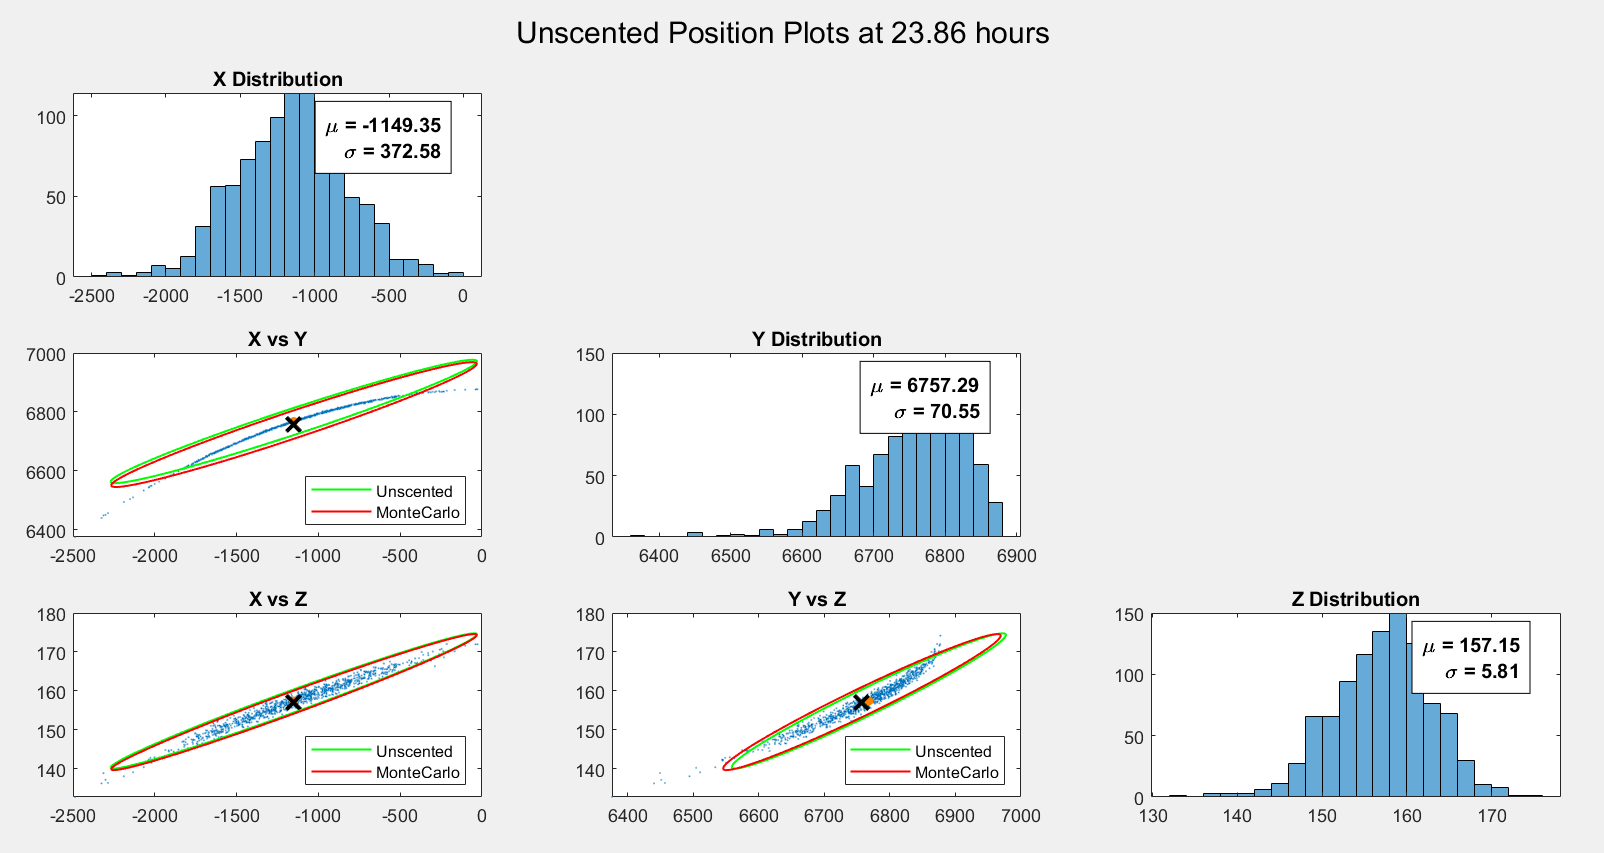 Unscented Position Plots at 23.86 hours
X Distribution
100
50
0
-2500 -2000 -1500 -1000 -500 0
μ = -1149.35
σ = 372.58
X vs Y
7000
6800
6600
6400
-2500 -2000 -1500 -1000 -500 0
Unscented
MonteCarlo
Y Distribution
150
100
50
0
6400 6500 6600 6700 6800 6900
μ = 6757.29
σ = 70.55
X vs Z
180
170
160
150
140
-2500 -2000 -1500 -1000 -500 0
Unscented
MonteCarlo
Y vs Z
180
170
160
150
140
6400 6500 6600 6700 6800 6900 7000
Unscented
MonteCarlo
Z Distribution
150
100
50
0
130 140 150 160 170
μ = 157.15
σ = 5.81